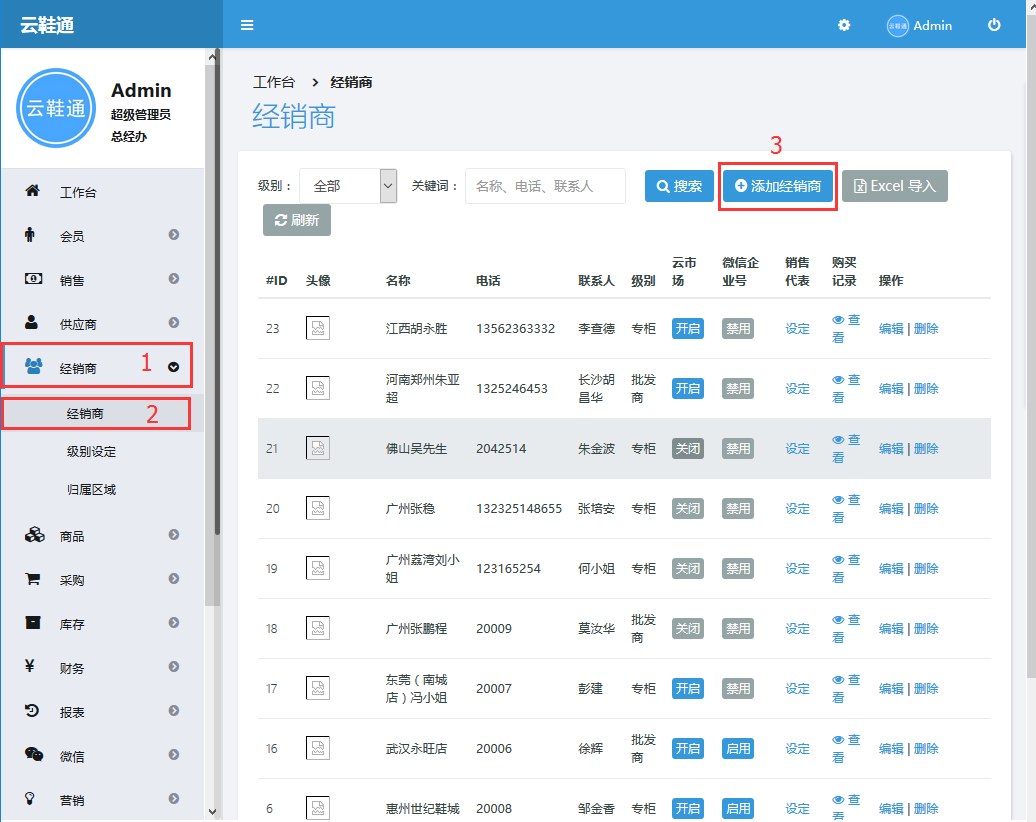 云鞋通
云鞋通 Admin
云鞋通
Admin
超级管理员
总经办
工作台
会员
销售
供应商
经销商 1
经销商 2
级别设定
归属区域
商品
采购
库存
¥ 财务
报表
微信
营销
工作台 > 经销商
经销商
3
级别： 全部 关键词： 名称、电话、联系人 搜索 添加经销商 Excel 导入
刷新
#ID 头像 名称 电话 联系人 级别 云市场 微信企业号 销售代表 购买记录 操作
23 江西胡永胜 13562363332 李查德 专柜 开启 禁用 设定 查看 编辑 | 删除
22 河南郑州朱亚超 1325246453 长沙胡昌华 批发商 开启 禁用 设定 查看 编辑 | 删除
21 佛山吴先生 2042514 朱金波 专柜 关闭 禁用 设定 查看 编辑 | 删除
20 广州张稳 132325148655 张培安 专柜 关闭 禁用 设定 查看 编辑 | 删除
19 广州荔湾刘小姐 123165254 何小姐 专柜 关闭 禁用 设定 查看 编辑 | 删除
18 广州张鹏程 20009 莫汝华 批发商 关闭 禁用 设定 查看 编辑 | 删除
17 东莞（南城店）冯小姐 20007 彭建 专柜 开启 禁用 设定 查看 编辑 | 删除
16 武汉永旺店 20006 徐辉 批发商 开启 启用 设定 查看 编辑 | 删除
6 惠州世纪鞋城 20008 邹金香 专柜 开启 启用 设定 查看 编辑 | 删除